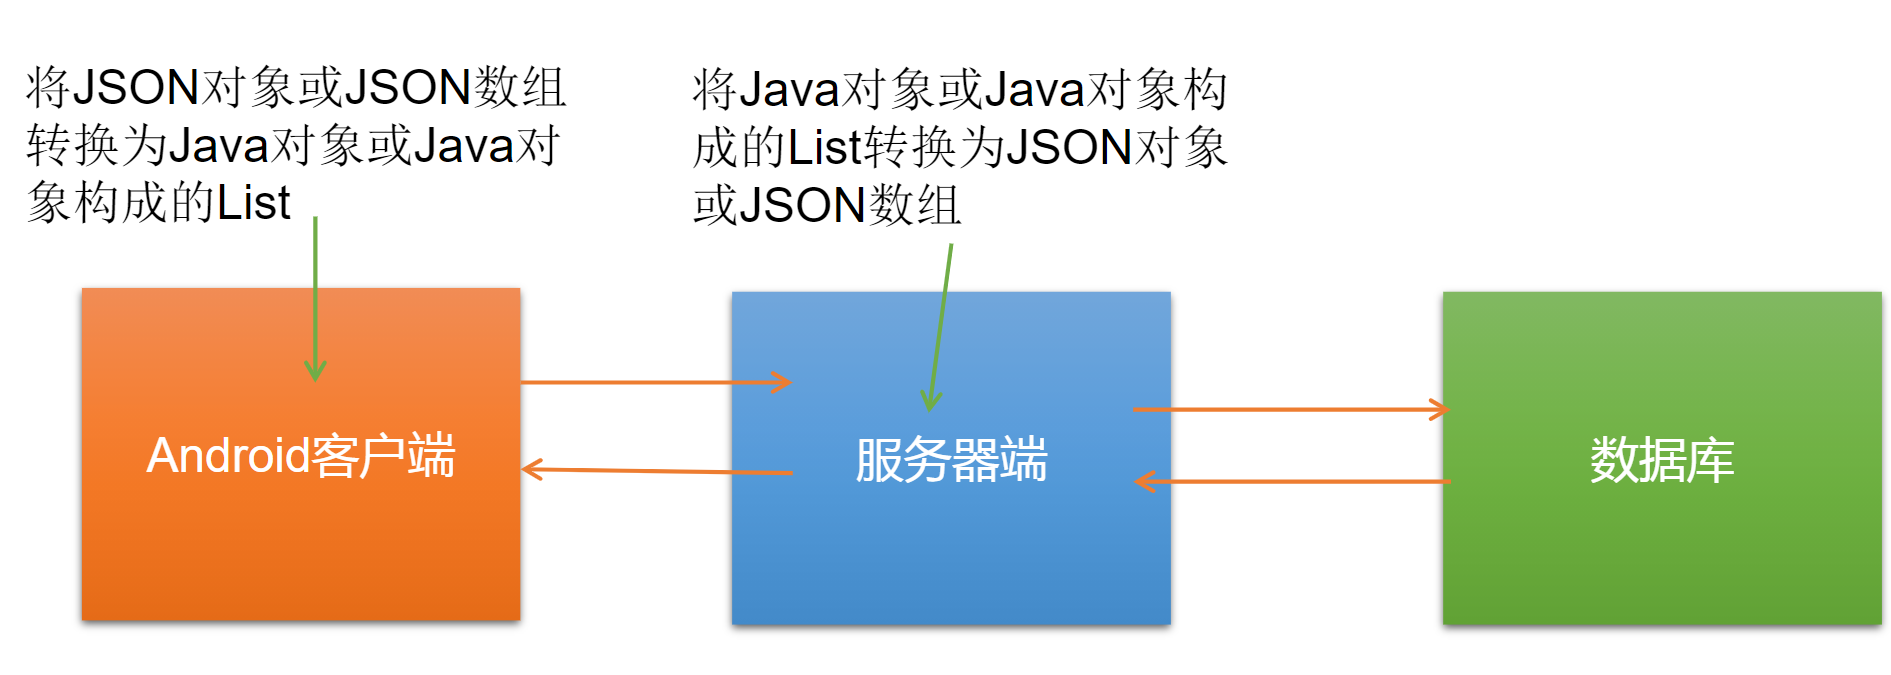 将JSON对象或JSON数组
转换为Java对象或Java对
象构成的List
将Java对象或Java对象构
成的List转换为JSON对象
或JSON数组
Android客户端
服务器端
数据库